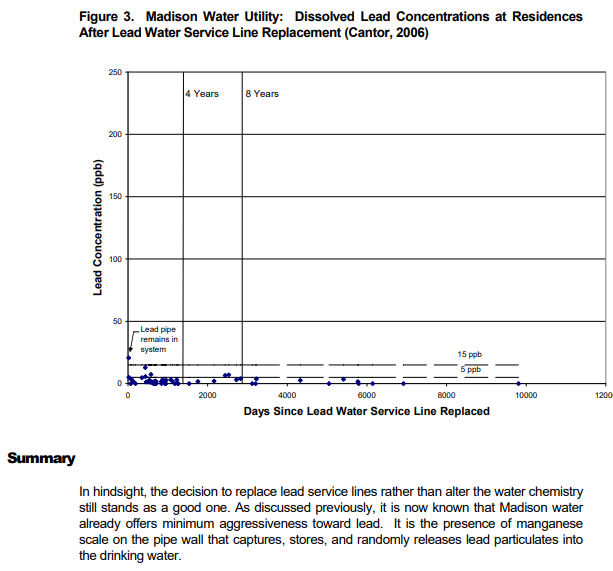 Figure 3. Madison Water Utility: Dissolved Lead Concentrations at Residences
After Lead Water Service Line Replacement (Cantor, 2006)
250
4 Years
8 Years
200
150
100
50
0
Lead Concentration (ppb)
Lead pipe
remains in
system
15 ppb
5 ppb
0
2000
4000
6000
8000
10000
1200
Days Since Lead Water Service Line Replaced
Summary
In hindsight, the decision to replace lead service lines rather than alter the water chemistry
still stands as a good one. As discussed previously, it is now known that Madison water
already offers minimum aggressiveness toward lead. It is the presence of manganese
scale on the pipe wall that captures, stores, and randomly releases lead particulates into
the drinking water.